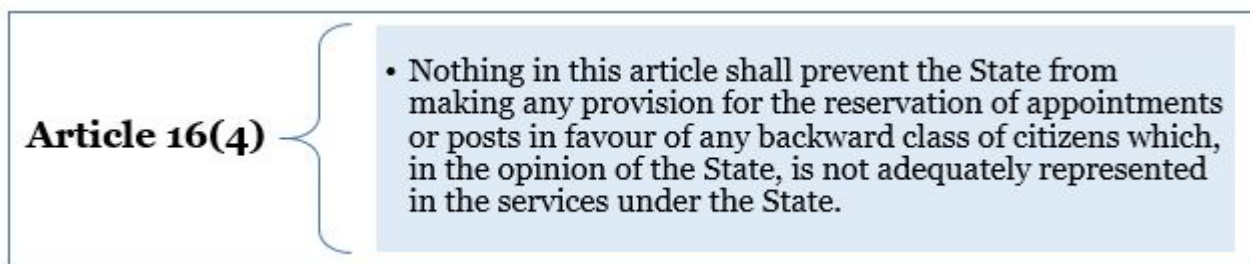 Article 16(4)
• Nothing in this article shall prevent the State from
making any provision for the reservation of appointments
or posts in favour of any backward class of citizens which,
in the opinion of the State, is not adequately represented
in the services under the State.